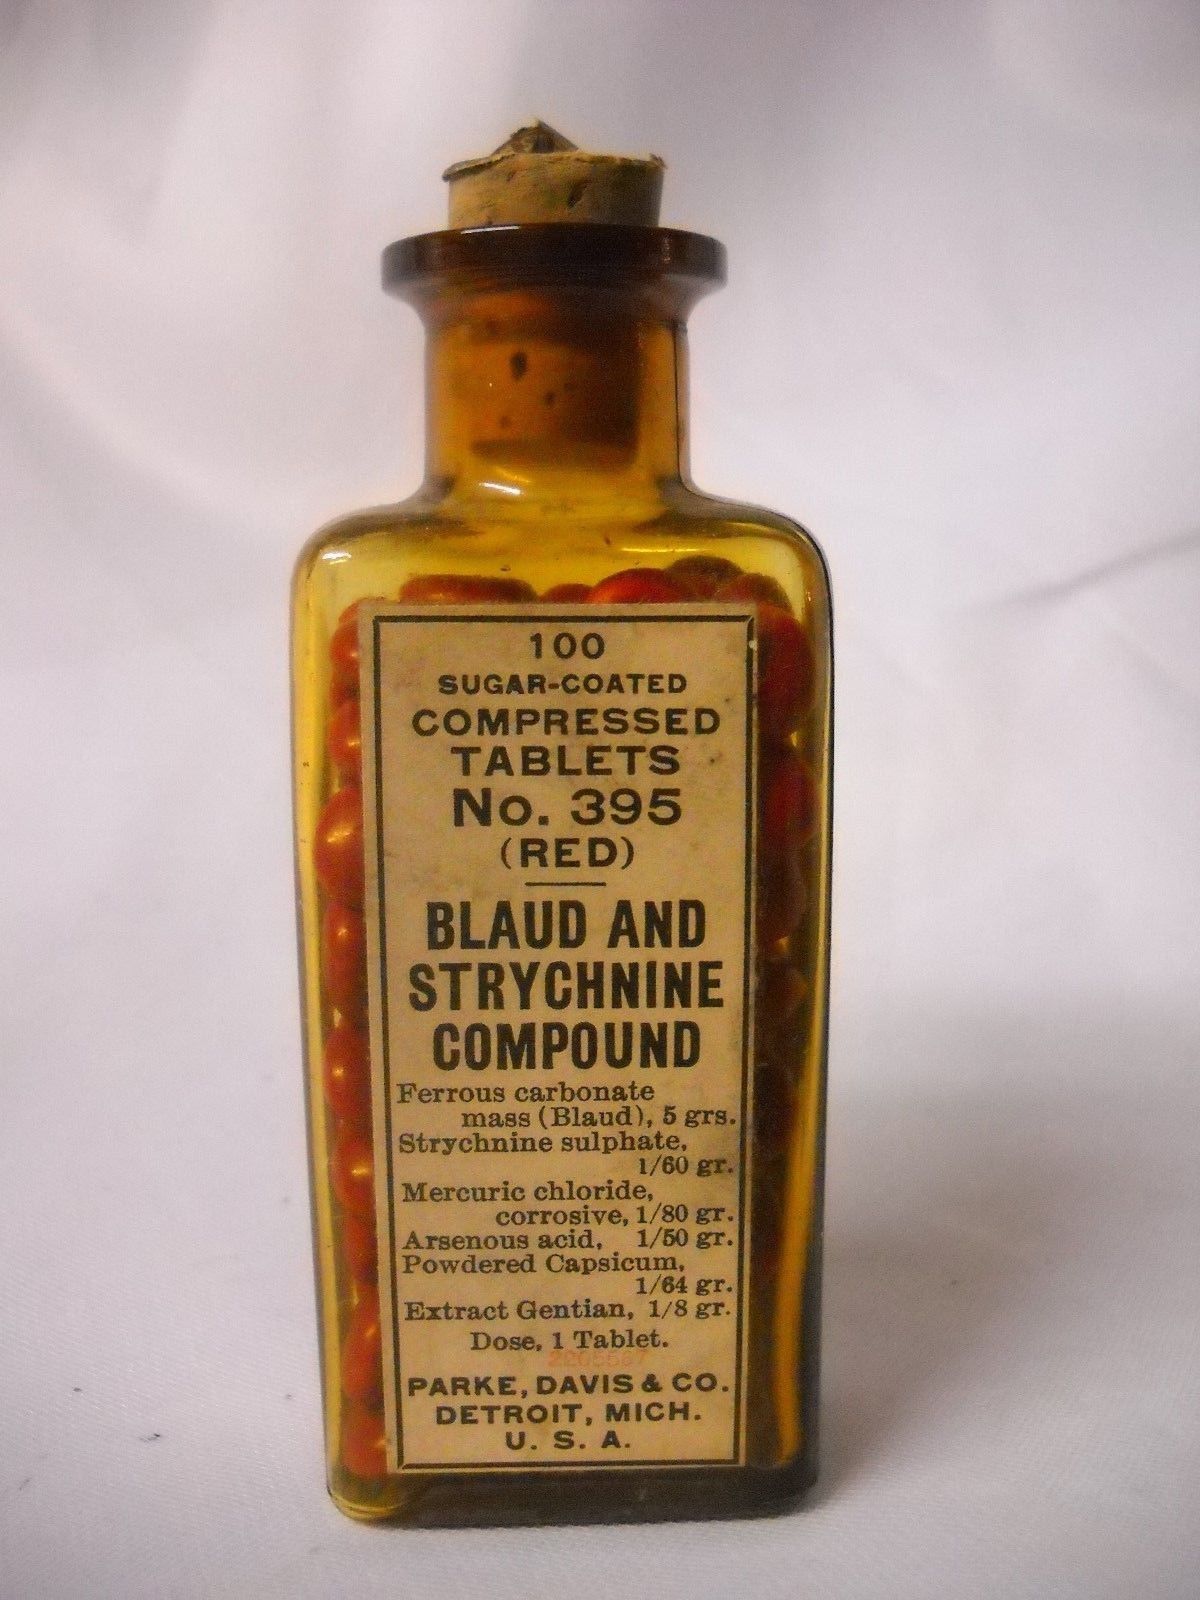 100
SUGAR-COATED
COMPRESSED
TABLETS
No. 395
(RED)
BLAUD AND
STRYCHNINE
COMPOUND
Ferrous carbonate
mass (Blaud), 5 grs.
Strychnine sulphate,
1/60 gr.
Mercuric chloride,
corrosive, 1/80 gr.
Arsenous acid, 1/50 gr.
Powdered Capsicum,
1/64 gr.
Extract Gentian, 1/8 gr.
Dose, 1 Tablet.
PARKE, DAVIS & CO.
DETROIT, MICH.
U. S. A.